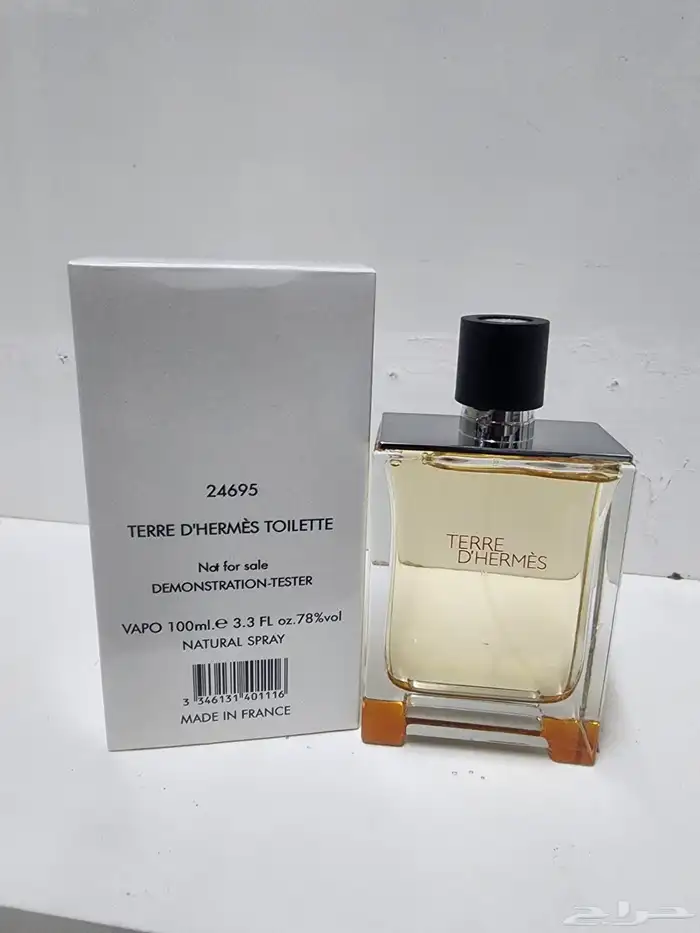 24695
TERRE D'HERMÈS TOILETTE
Not for sale
DEMONSTRATION-TESTER
VAPO 100ml.℮ 3.3 FL oz.78%vol
NATURAL SPRAY
3 346131 401116
MADE IN FRANCE
TERRE
D'HERMÈS
حراج